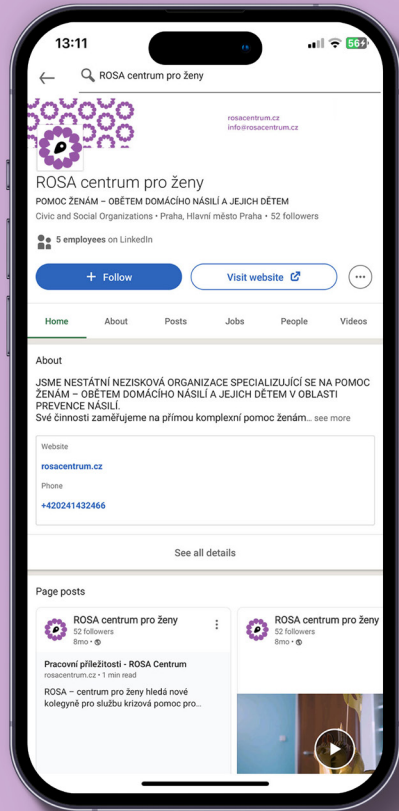 13:11
56
ROSA centrum pro ženy
rosacentrum.cz
info@rosacentrum.cz
ROSA centrum pro ženy
POMOC ŽENÁM – OBĚTEM DOMÁCÍHO NÁSILÍ A JEJICH DĚTEM
Civic and Social Organizations • Praha, Hlavní město Praha • 52 followers
5 employees on LinkedIn
+ Follow
Visit website
Home About Posts Jobs People Videos
About
JSME NESTÁTNÍ NEZISKOVÁ ORGANIZACE SPECIALIZUJÍCÍ SE NA POMOC
ŽENÁM – OBĚTEM DOMÁCÍHO NÁSILÍ A JEJICH DĚTEM V OBLASTI
PREVENCE NÁSILÍ.
Své činnosti zaměřujeme na přímou komplexní pomoc ženám… see more
Website
rosacentrum.cz
Phone
+420241432466
See all details
Page posts
ROSA centrum pro ženy
52 followers
8mo •
Pracovní příležitosti - ROSA Centrum
rosacentrum.cz • 1 min read
ROSA – centrum pro ženy hledá nové
kolegyně pro službu krizová pomoc pro…
ROSA centrum pro ženy
52 followers
8mo •